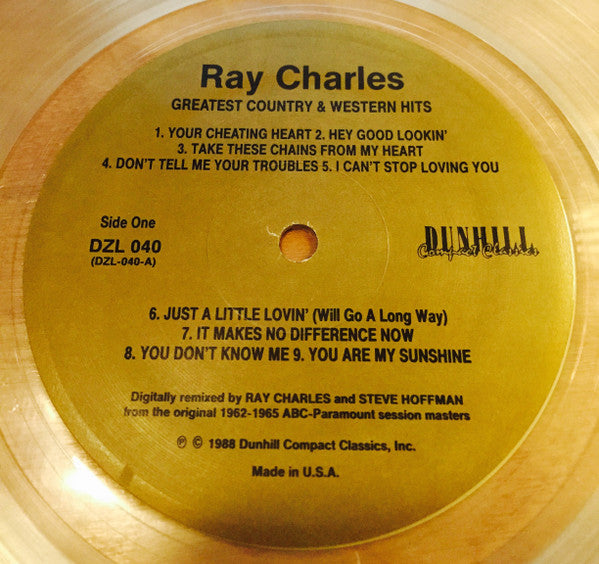 Ray Charles
GREATEST COUNTRY & WESTERN HITS
1. YOUR CHEATING HEART 2. HEY GOOD LOOKIN'
3. TAKE THESE CHAINS FROM MY HEART
4. DON'T TELL ME YOUR TROUBLES 5. I CAN'T STOP LOVING YOU
Side One
DZL 040
(DZL-040-A)
DUNHILL
Compact Classics
6. JUST A LITTLE LOVIN' (Will Go A Long Way)
7. IT MAKES NO DIFFERENCE NOW
8. YOU DON'T KNOW ME 9. YOU ARE MY SUNSHINE
Digitally remixed by RAY CHARLES and STEVE HOFFMAN
from the original 1962-1965 ABC-Paramount session masters
℗ © 1988 Dunhill Compact Classics, Inc.
Made in U.S.A.